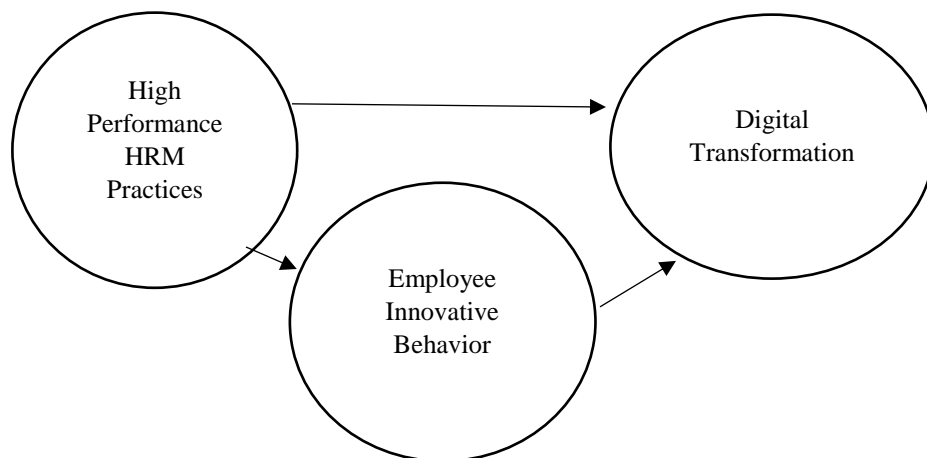 High
Performance
HRM
Practices
Digital
Transformation
Employee
Innovative
Behavior